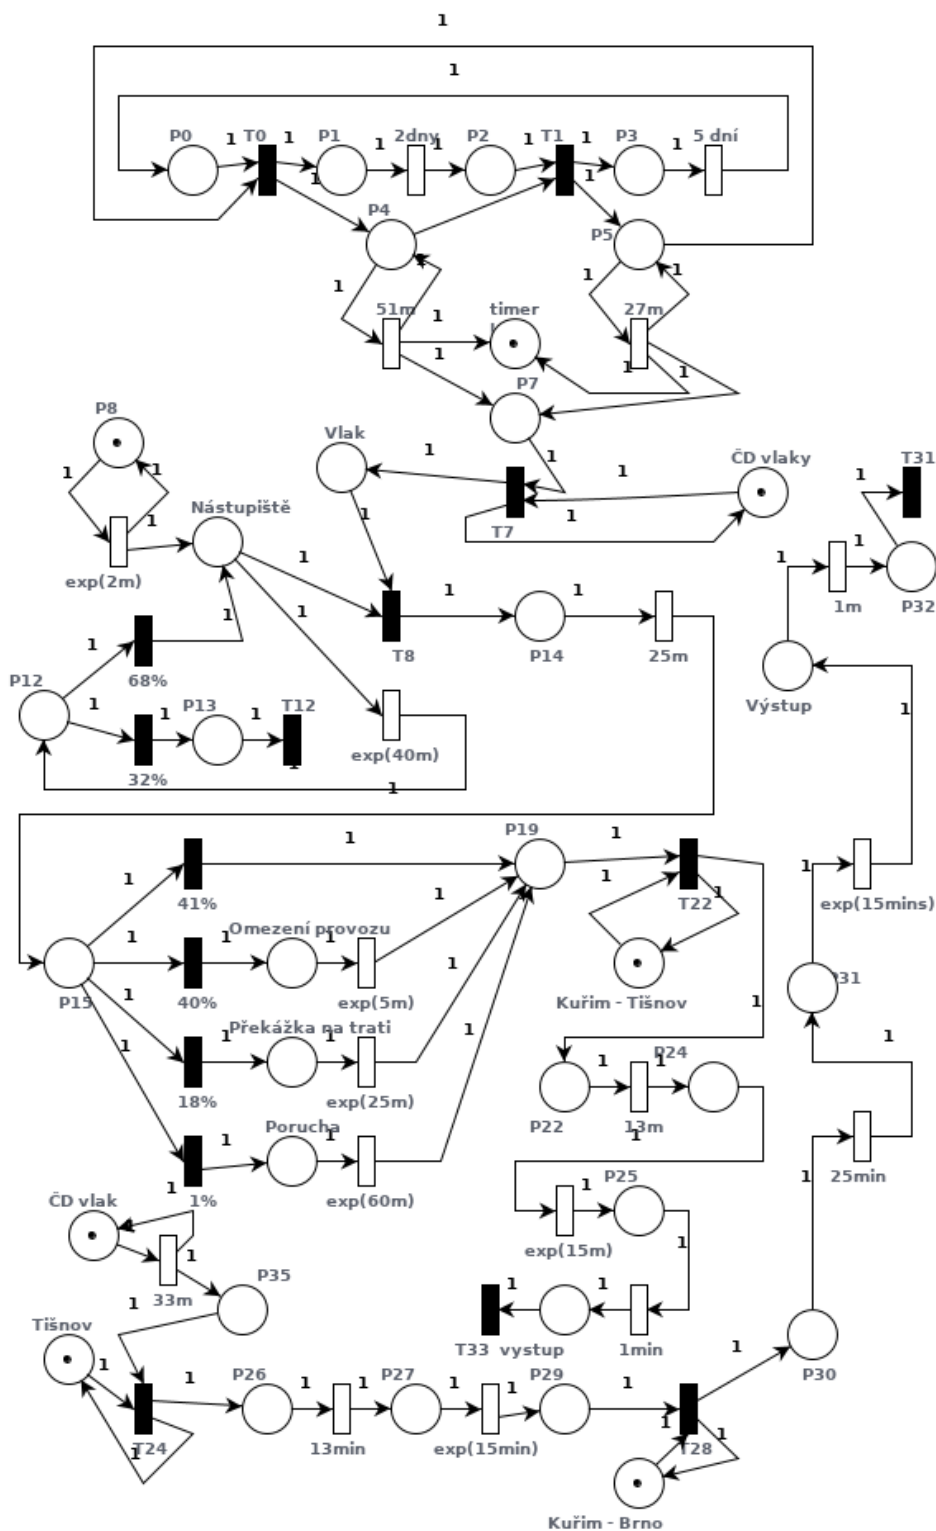 1
1
P0 1 T0 1 P1 1 2dny 1 P2 1 T1 1 P3 1 5 dní
1 1
P4 P5
1 1 1
51m 1 timer 27m
1 1 1
P7
P8 Vlak 1 1 1 ČD vlaky T31
1 1 1
Nástupiště 1 1 T7
1 1
exp(2m) 1 1 1 1m P32
1 1 T8 P14 25m
1
P12 68% Výstup
1 1 P13 1 T12 1
exp(40m)
32% 1
P19 1
1 1
1 41% 1 T22 1 exp(15mins)
1 1 Omezení provozu 1
1 P31
P15 40% exp(5m) Kuřim - Tišnov
1 1 Překážka na trati 1 1 1 1
1 18% exp(25m) 1 1 P24
P22 13m
1 Porucha 1 1
1 1% exp(60m) 1 P25 1 25min
ČD vlak
1 exp(15m) 1
P35 33m
1 1 1
Tišnov T33 vystup 1min
1 1 P26 1 1 P27 1 1 P29 1 1 P30
T24 13min exp(15min) 1 T28 1
1
Kuřim - Brno